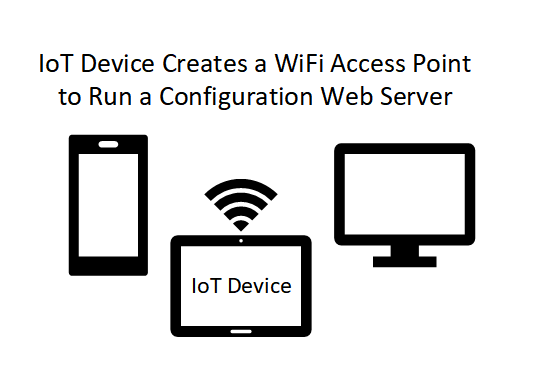 IoT Device Creates a WiFi Access Point
to Run a Configuration Web Server
IoT Device